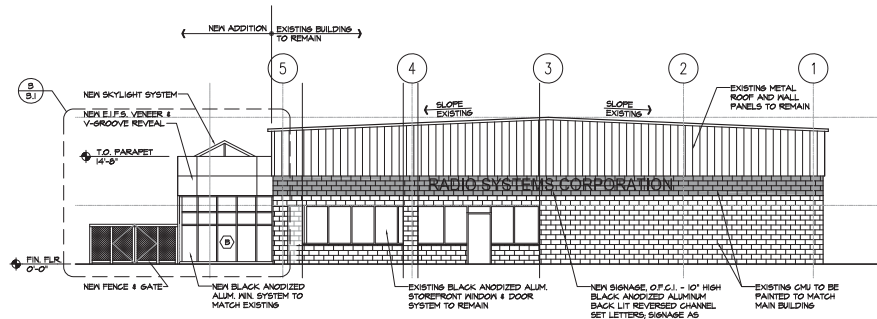 NEW ADDITION
EXISTING BUILDING
TO REMAIN
5
4
3
2
1
B
B.1
NEW SKYLIGHT SYSTEM
SLOPE
EXISTING
SLOPE
EXISTING
EXISTING METAL
ROOF AND WALL
PANELS TO REMAIN
NEW E.I.F.S. VENEER &
V-GROOVE REVEAL
T.O. PARAPET
14'-8"
RADIO SYSTEMS CORPORATION
B
FIN. FLR.
0'-0"
NEW FENCE & GATE
NEW BLACK ANODIZED
ALUM. WIN. SYSTEM TO
MATCH EXISTING
EXISTING BLACK ANODIZED ALUM.
STOREFRONT WINDOW & DOOR
SYSTEM TO REMAIN
NEW SIGNAGE, O.F.C.I. - 10" HIGH
BLACK ANODIZED ALUMINUM
BACK LIT REVERSED CHANNEL
SET LETTERS; SIGNAGE AS
EXISTING CMU TO BE
PAINTED TO MATCH
MAIN BUILDING